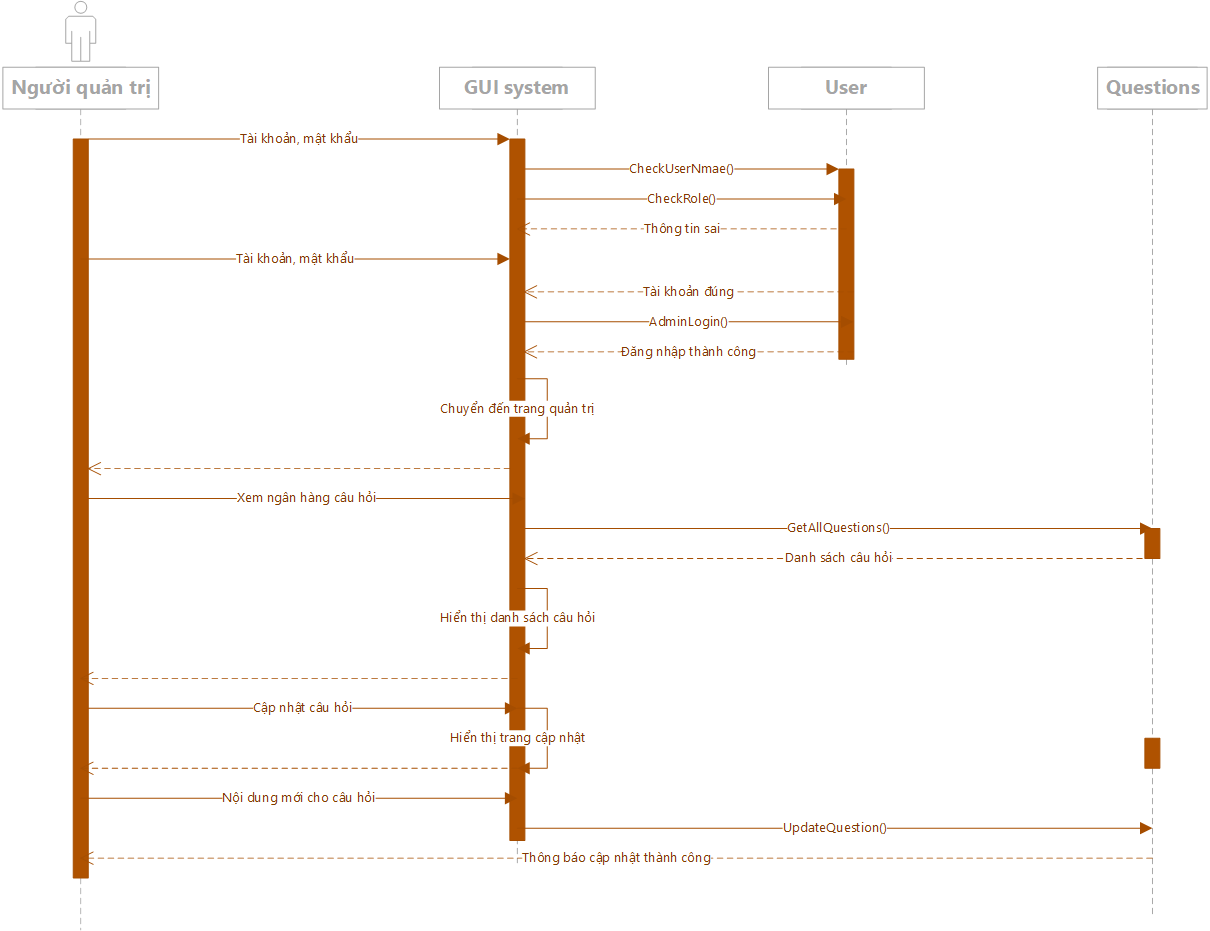 Người quản trị
GUI system
User
Questions
Tài khoản, mật khẩu
CheckUserNmae()
CheckRole()
Thông tin sai
Tài khoản, mật khẩu
Tài khoản đúng
AdminLogin()
Đăng nhập thành công
Chuyển đến trang quản trị
Xem ngân hàng câu hỏi
GetAllQuestions()
Danh sách câu hỏi
Hiển thị danh sách câu hỏi
Cập nhật câu hỏi
Hiển thị trang cập nhật
Nội dung mới cho câu hỏi
UpdateQuestion()
Thông báo cập nhật thành công